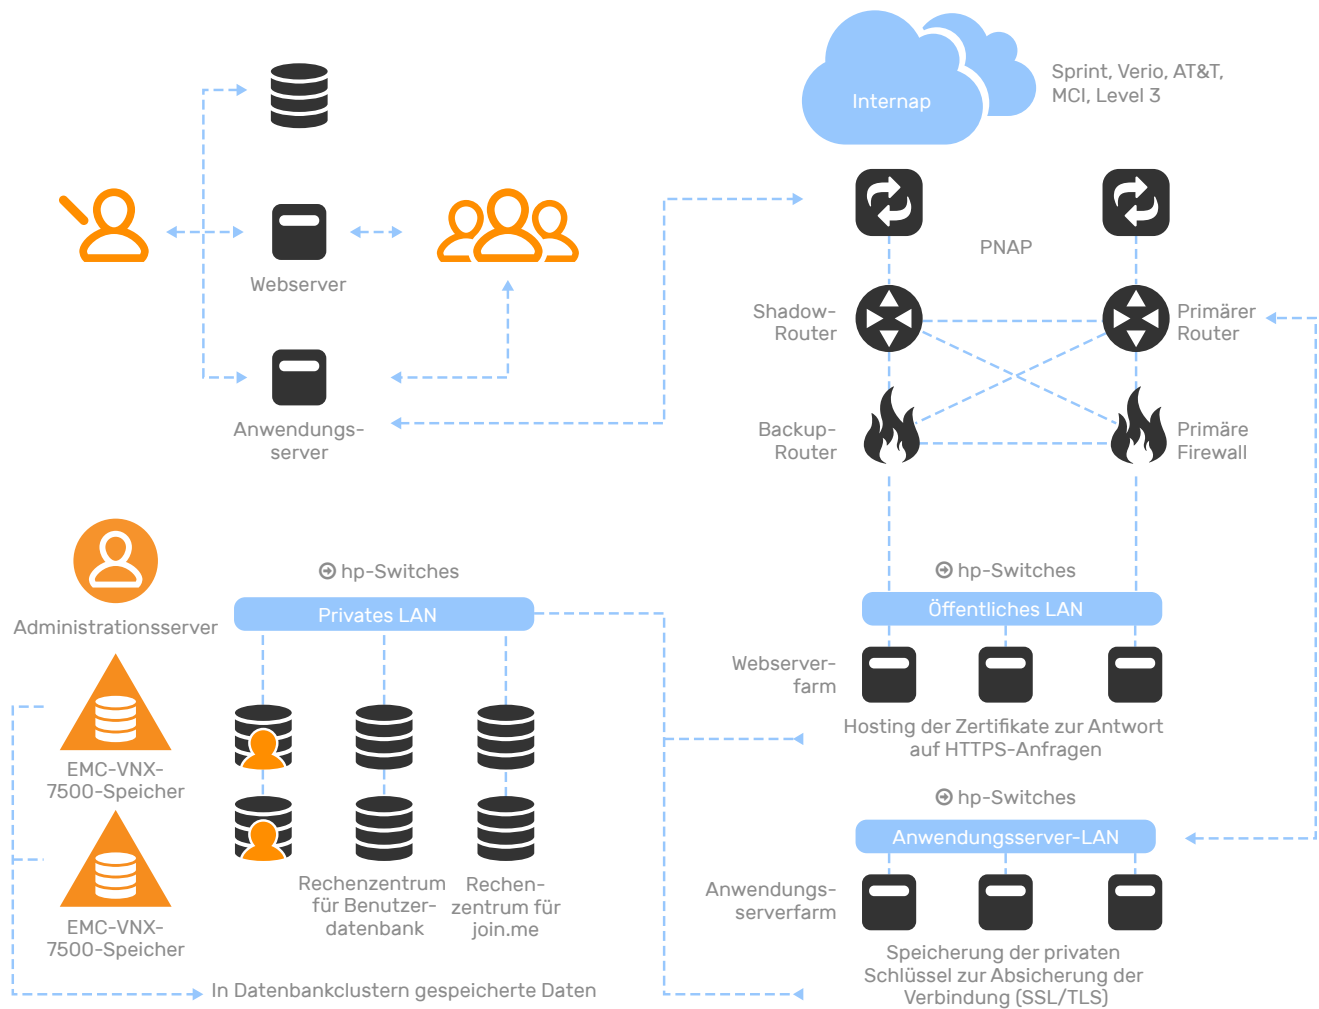 Internap
Sprint, Verio, AT&T,
MCI, Level 3
Webserver
Anwendungs-
server
PNAP
Shadow-
Router
Primärer
Router
Backup-
Router
Primäre
Firewall
Administrationsserver
hp-Switches
Privates LAN
EMC-VNX-
7500-Speicher
EMC-VNX-
7500-Speicher
Rechenzentrum
für Benutzer-
datenbank
Rechen-
zentrum für
join.me
In Datenbankclustern gespeicherte Daten
hp-Switches
Öffentliches LAN
Webserver-
farm
Hosting der Zertifikate zur Antwort
auf HTTPS-Anfragen
hp-Switches
Anwendungsserver-LAN
Anwendungs-
serverfarm
Speicherung der privaten
Schlüssel zur Absicherung der
Verbindung (SSL/TLS)